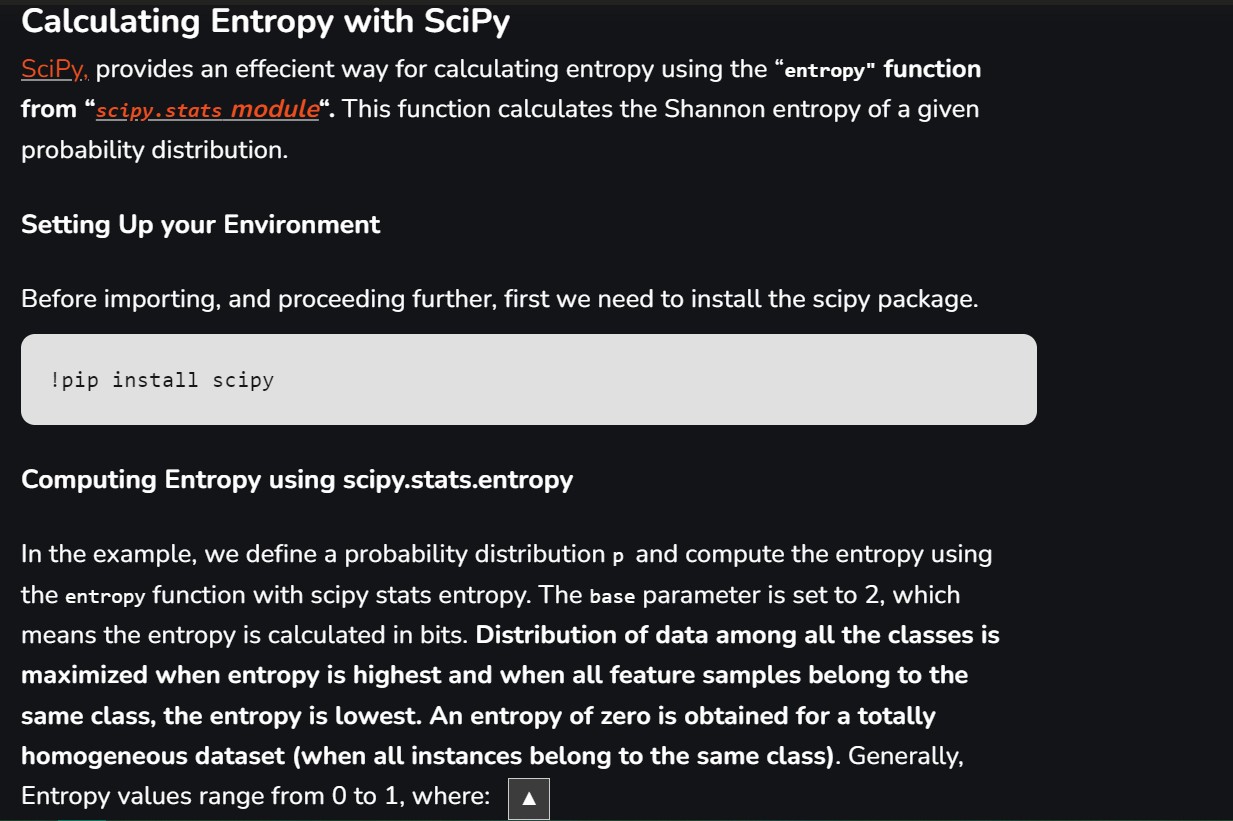 Calculating Entropy with SciPy
SciPy, provides an effecient way for calculating entropy using the “entropy" function
from “scipy.stats module“. This function calculates the Shannon entropy of a given
probability distribution.
Setting Up your Environment
Before importing, and proceeding further, first we need to install the scipy package.
!pip install scipy
Computing Entropy using scipy.stats.entropy
In the example, we define a probability distribution p and compute the entropy using
the entropy function with scipy stats entropy. The base parameter is set to 2, which
means the entropy is calculated in bits. Distribution of data among all the classes is
maximized when entropy is highest and when all feature samples belong to the
same class, the entropy is lowest. An entropy of zero is obtained for a totally
homogeneous dataset (when all instances belong to the same class). Generally,
Entropy values range from 0 to 1, where: